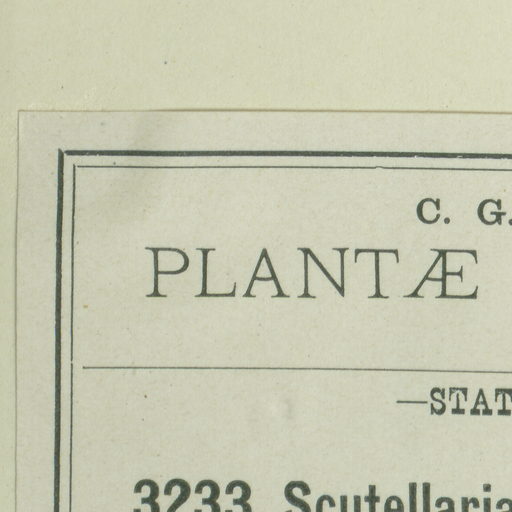 C. G.
PLANTÆ
—STAT
3233 Scutellaria